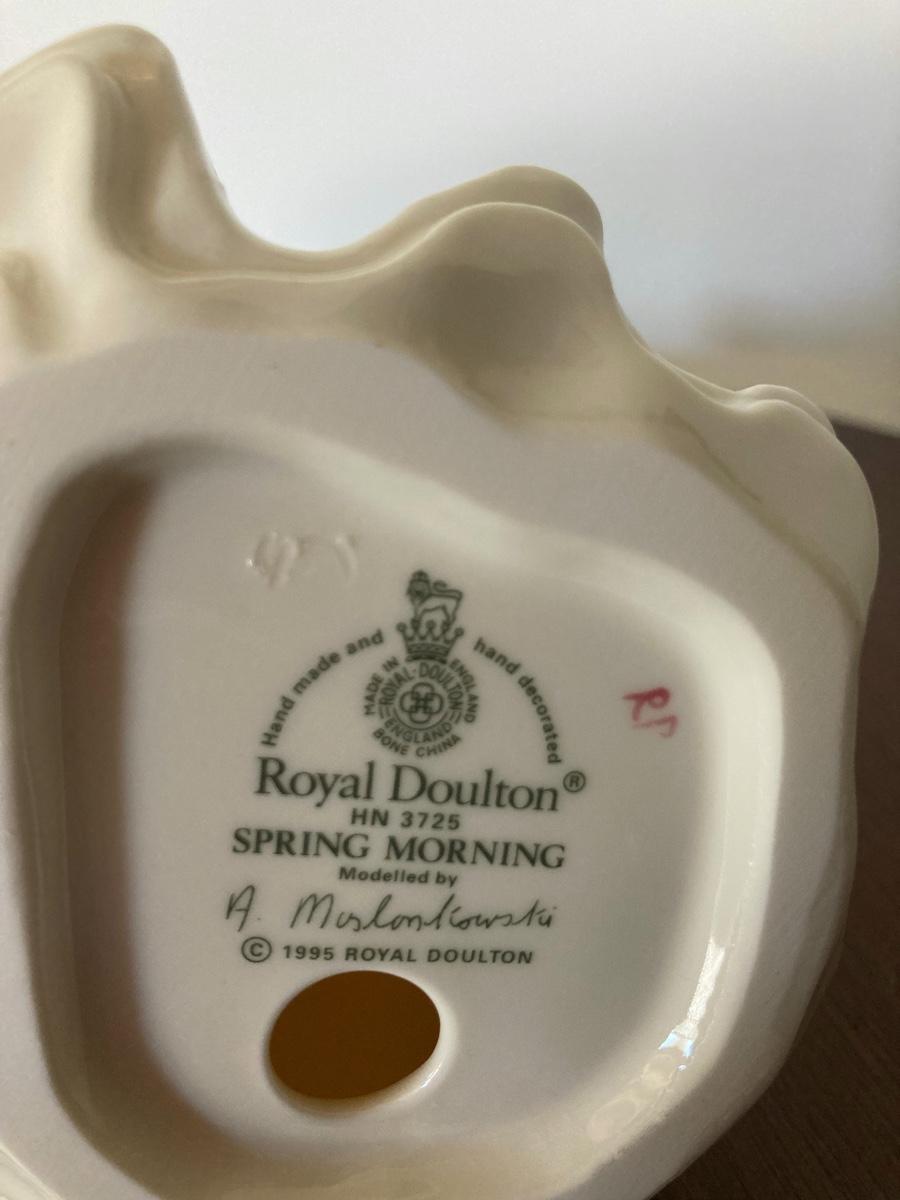 Hand made and hand decorated
MADE IN ENGLAND
ROYAL·DOULTON
ENGLAND
BONE CHINA
Royal Doulton®
HN 3725
SPRING MORNING
Modelled by
A. Maslankowski
© 1995 ROYAL DOULTON